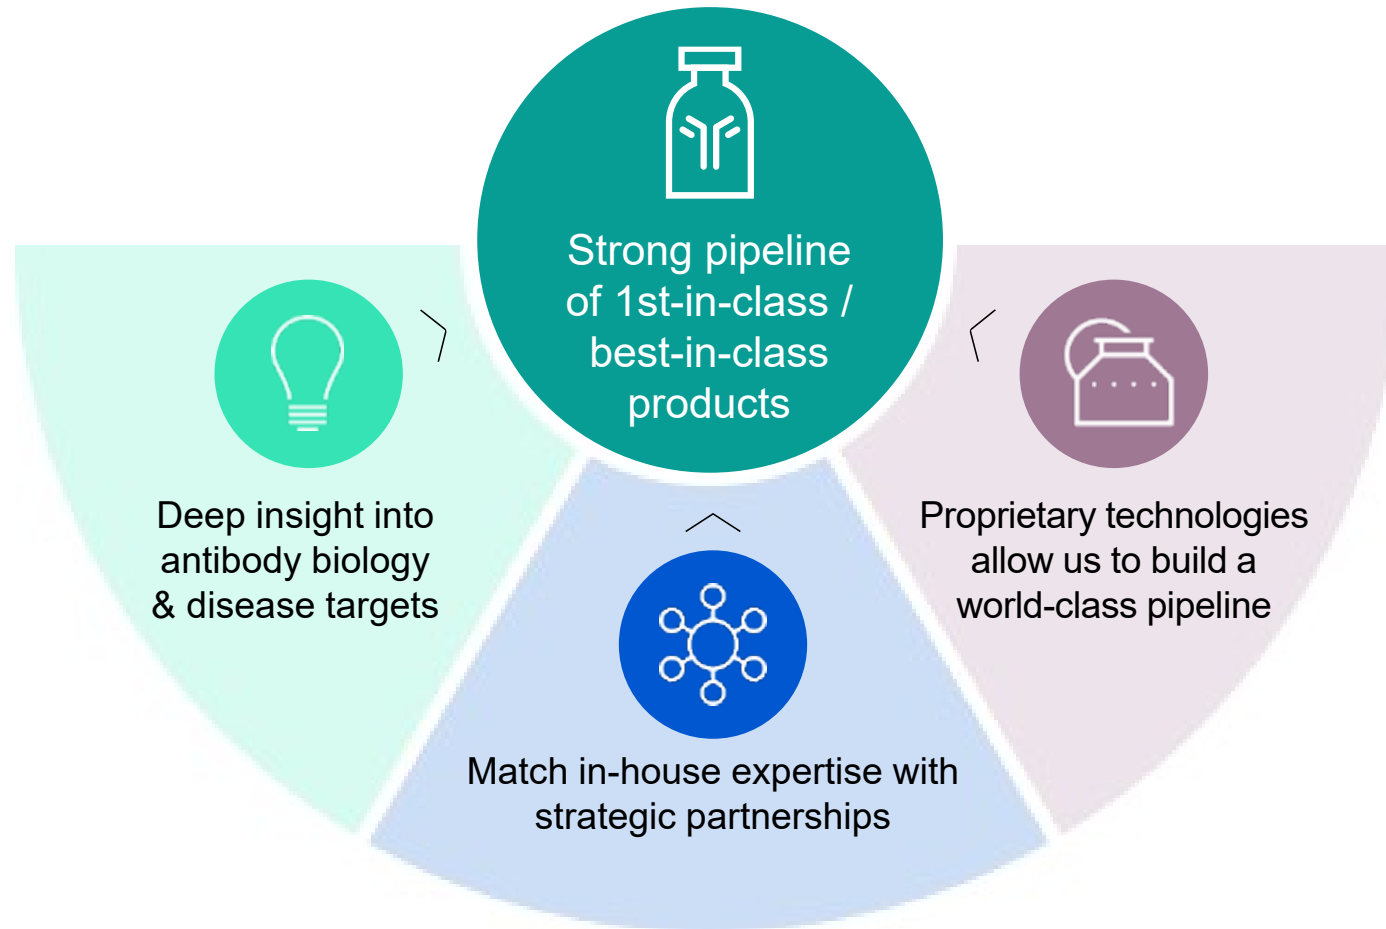 Strong pipeline
of 1st-in-class /
best-in-class
products
Deep insight into
antibody biology
& disease targets
Match in-house expertise with
strategic partnerships
Proprietary technologies
allow us to build a
world-class pipeline